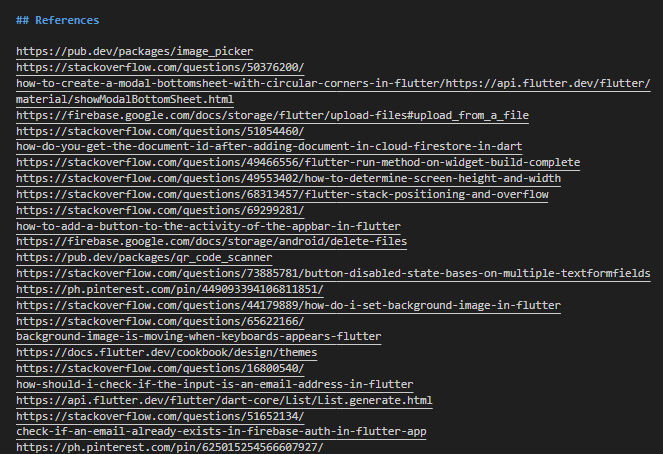 ## References
https://pub.dev/packages/image_picker
https://stackoverflow.com/questions/50376200/
how-to-create-a-modal-bottomsheet-with-circular-corners-in-flutter/https://api.flutter.dev/flutter/
material/showModalBottomSheet.html
https://firebase.google.com/docs/storage/flutter/upload-files#upload_from_a_file
https://stackoverflow.com/questions/51054460/
how-do-you-get-the-document-id-after-adding-document-in-cloud-firestore-in-dart
https://stackoverflow.com/questions/49466556/flutter-run-method-on-widget-build-complete
https://stackoverflow.com/questions/49553402/how-to-determine-screen-height-and-width
https://stackoverflow.com/questions/68313457/flutter-stack-positioning-and-overflow
https://stackoverflow.com/questions/69299281/
how-to-add-a-button-to-the-activity-of-the-appbar-in-flutter
https://firebase.google.com/docs/storage/android/delete-files
https://pub.dev/packages/qr_code_scanner
https://stackoverflow.com/questions/73885781/button-disabled-state-bases-on-multiple-textformfields
https://ph.pinterest.com/pin/449093394106811851/
https://stackoverflow.com/questions/44179889/how-do-i-set-background-image-in-flutter
https://stackoverflow.com/questions/65622166/
background-image-is-moving-when-keyboards-appears-flutter
https://docs.flutter.dev/cookbook/design/themes
https://stackoverflow.com/questions/16800540/
how-should-i-check-if-the-input-is-an-email-address-in-flutter
https://api.flutter.dev/flutter/dart-core/List/List.generate.html
https://stackoverflow.com/questions/51652134/
check-if-an-email-already-exists-in-firebase-auth-in-flutter-app
https://ph.pinterest.com/pin/625015254566607927/